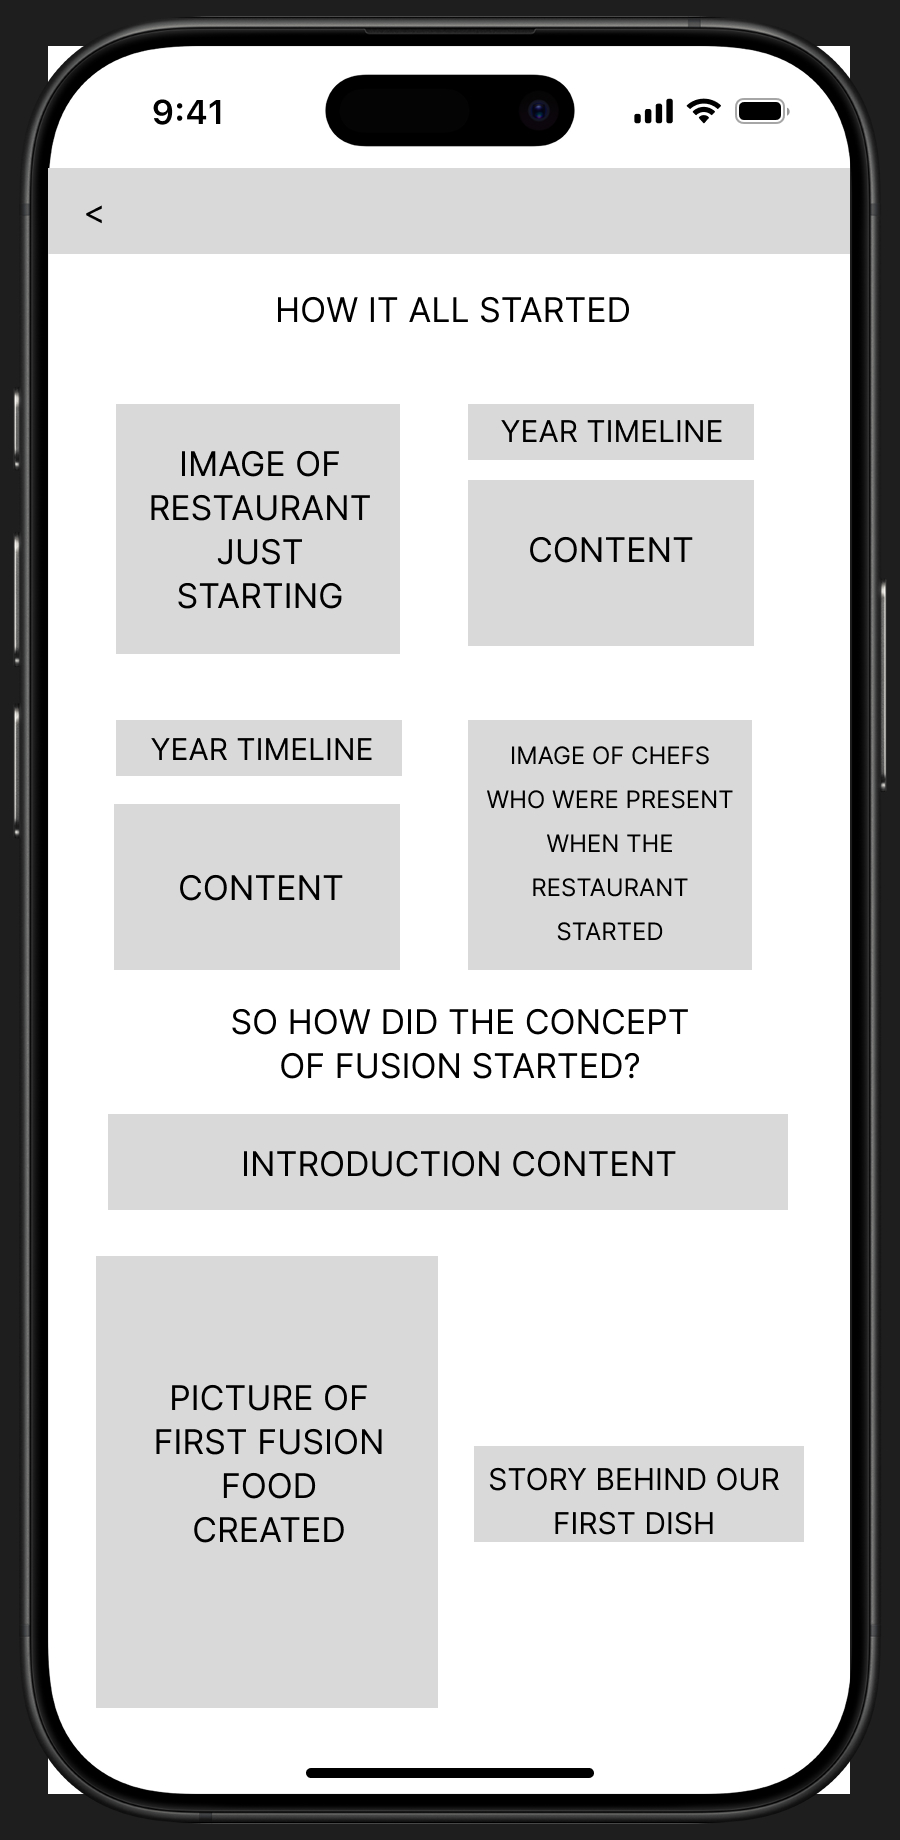 9:41
<
HOW IT ALL STARTED
IMAGE OF
RESTAURANT
JUST
STARTING
YEAR TIMELINE
CONTENT
YEAR TIMELINE
CONTENT
IMAGE OF CHEFS
WHO WERE PRESENT
WHEN THE
RESTAURANT
STARTED
SO HOW DID THE CONCEPT
OF FUSION STARTED?
INTRODUCTION CONTENT
PICTURE OF
FIRST FUSION
FOOD
CREATED
STORY BEHIND OUR
FIRST DISH